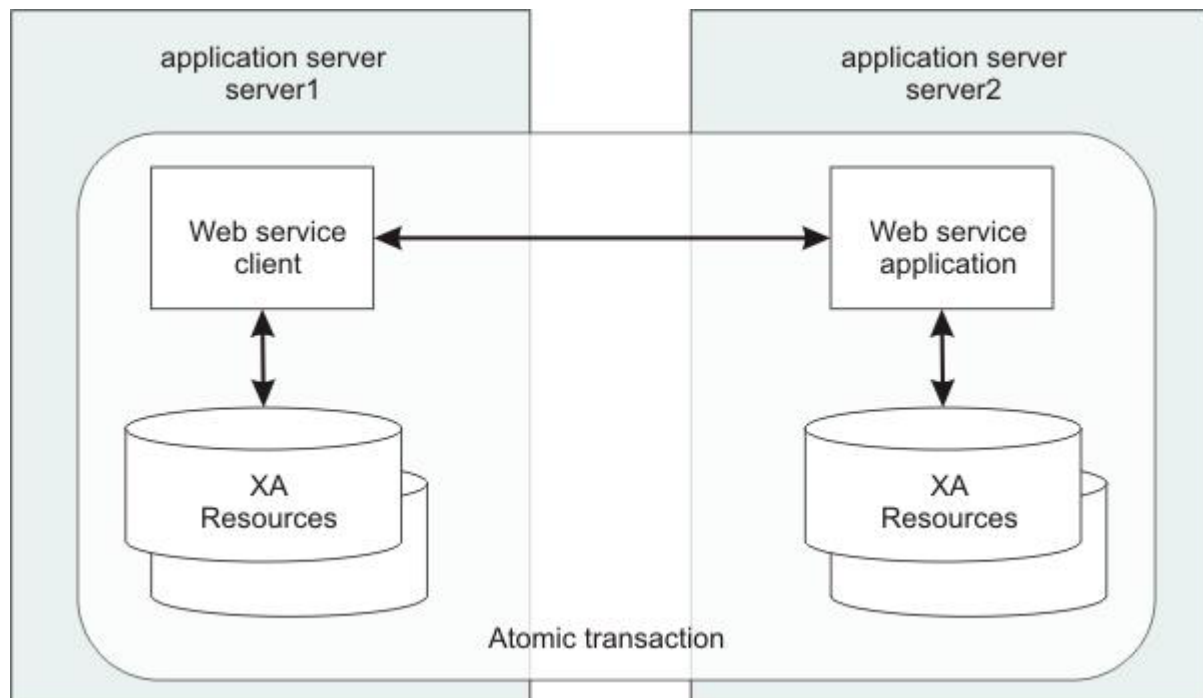 application server
server1
application server
server2
Web service
client
Web service
application
XA
Resources
XA
Resources
Atomic transaction